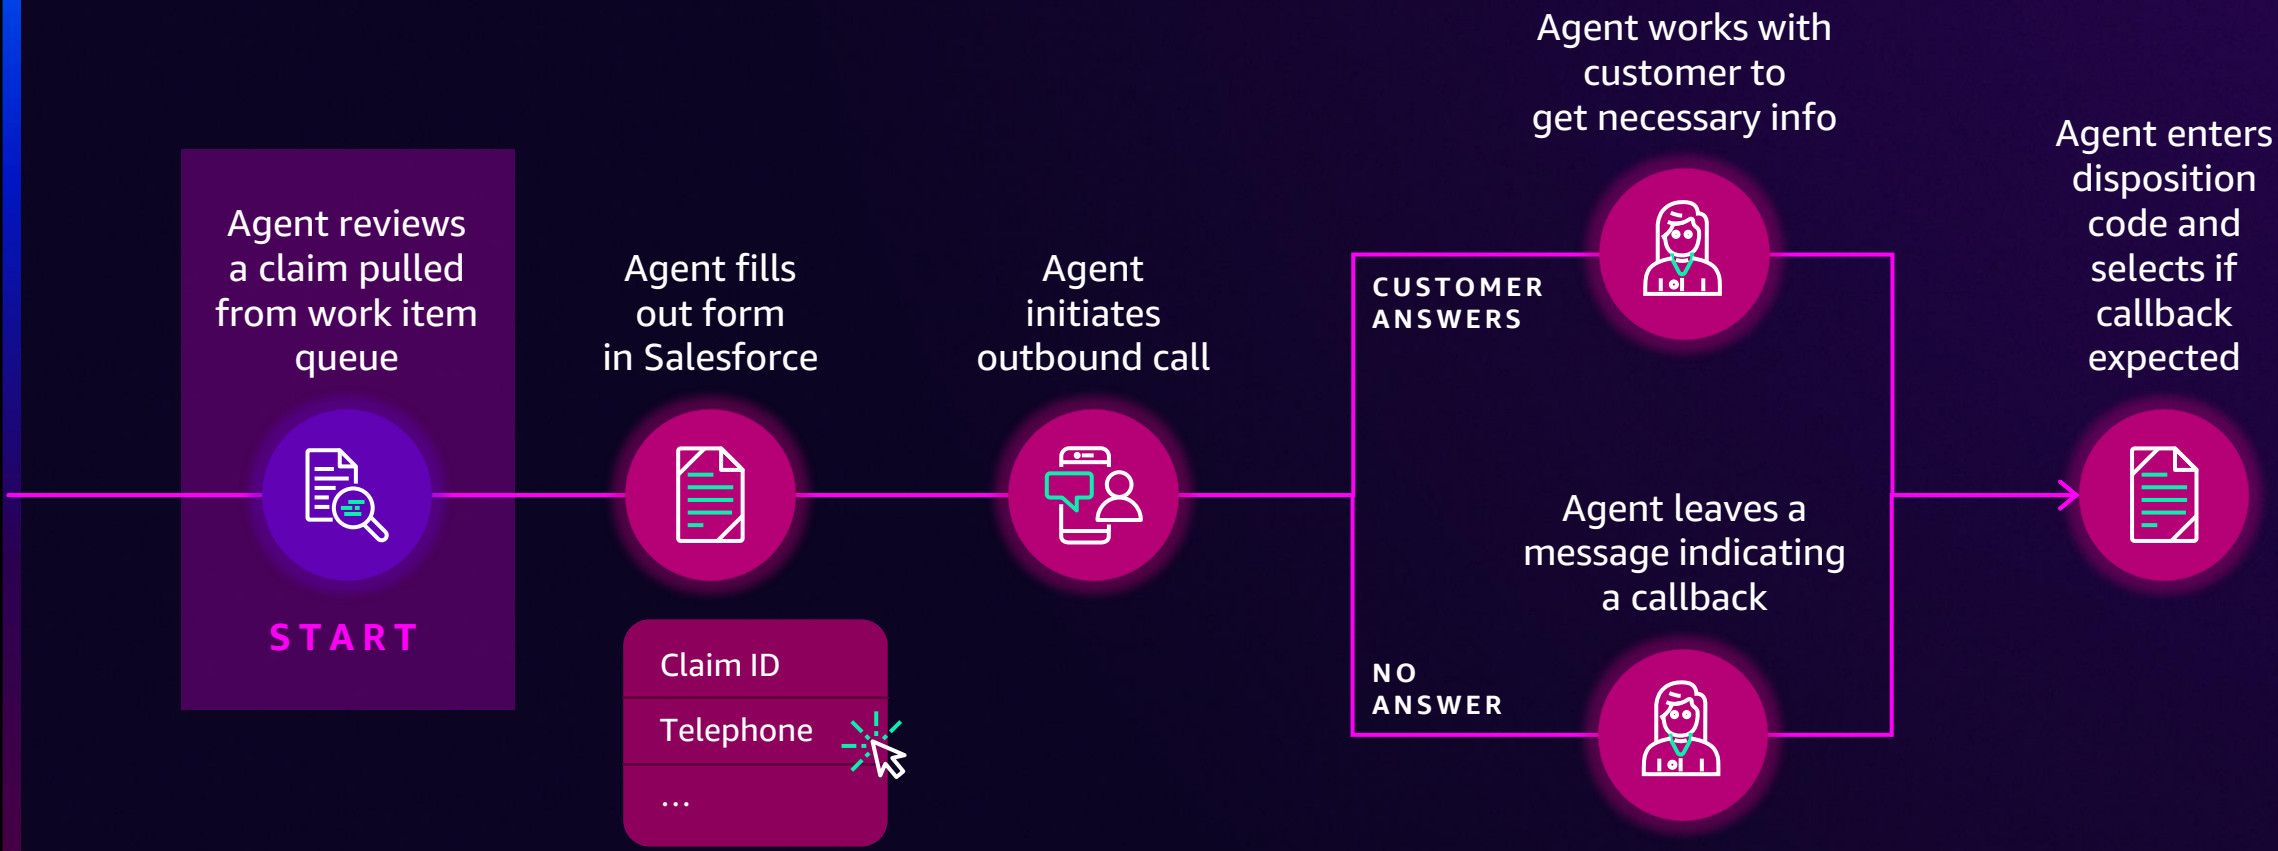 Agent reviews
a claim pulled
from work item
queue
START
Agent fills
out form
in Salesforce
Claim ID
Telephone
...
Agent
initiates
outbound call
CUSTOMER
ANSWERS
Agent works with
customer to
get necessary info
NO
ANSWER
Agent leaves a
message indicating
a callback
Agent enters
disposition
code and
selects if
callback
expected